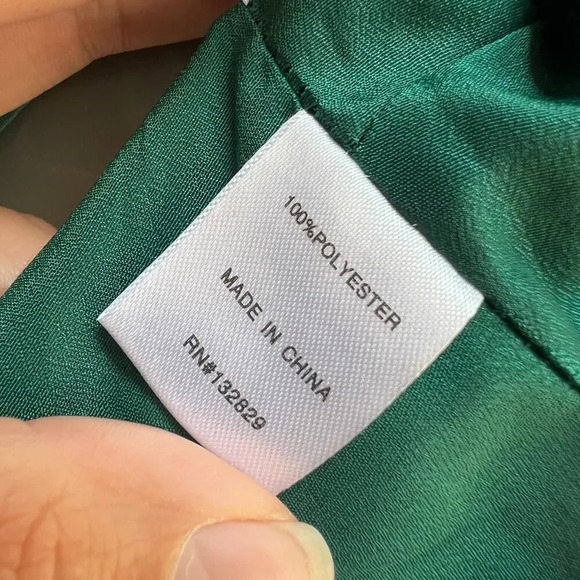 100%POLYESTER
MADE IN CHINA
RN#132829